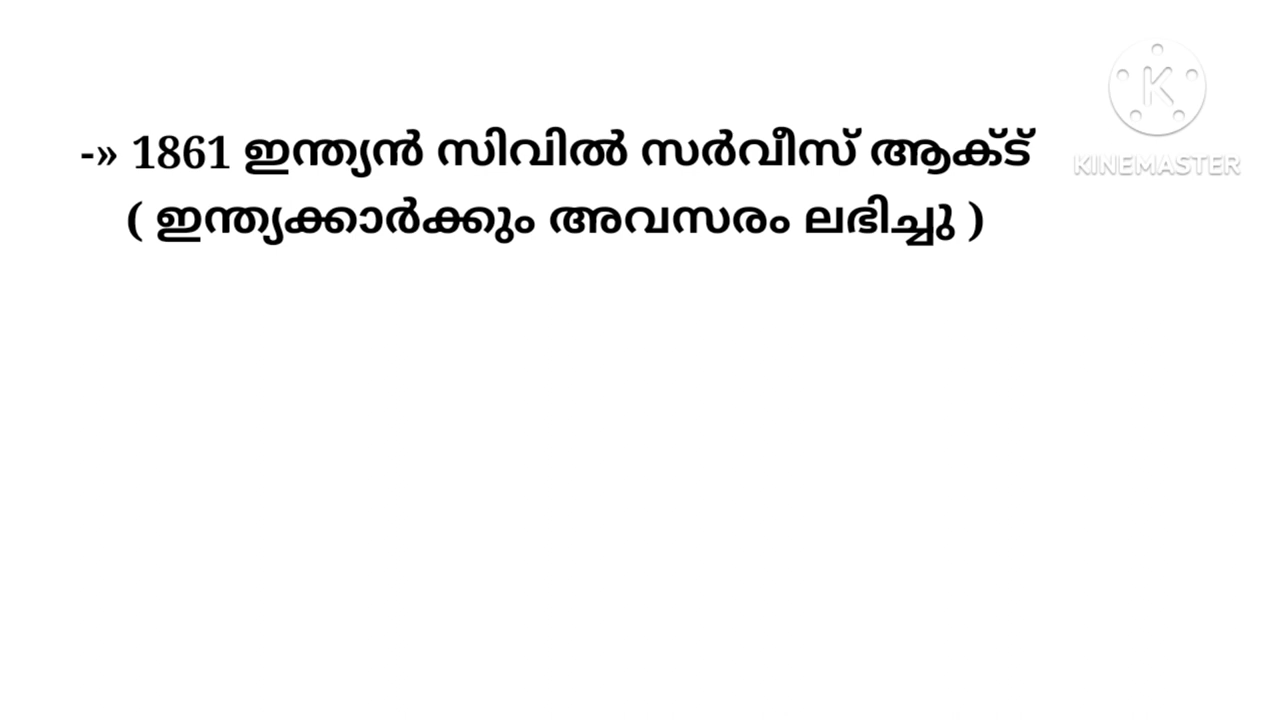 -» 1861 ഇന്ത്യൻ സിവിൽ സർവീസ് ആക്ട്
( ഇന്ത്യക്കാർക്കും അവസരം ലഭിച്ചു )
K
KINEMASTER